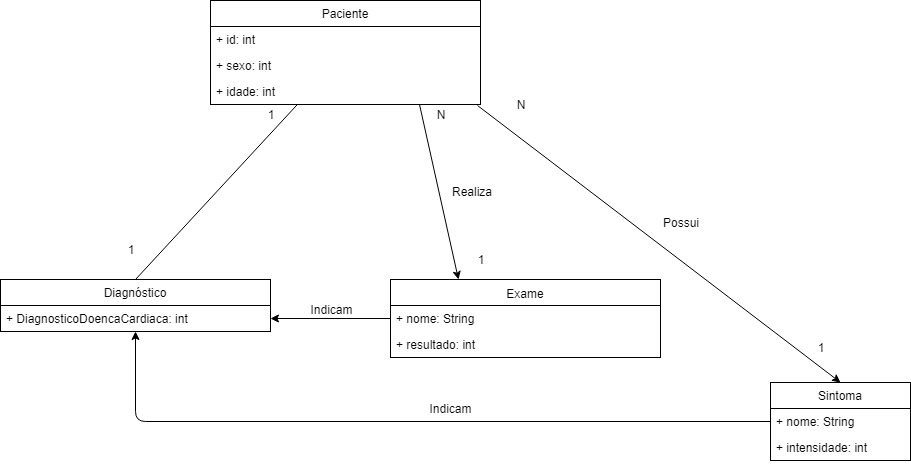 Paciente
+ id: int
+ sexo: int
+ idade: int
1
N
N
Realiza
Possui
1
1
Diagnóstico
+ DiagnosticoDoencaCardiaca: int
Indicam
Exame
+ nome: String
+ resultado: int
1
Sintoma
+ nome: String
+ intensidade: int
Indicam